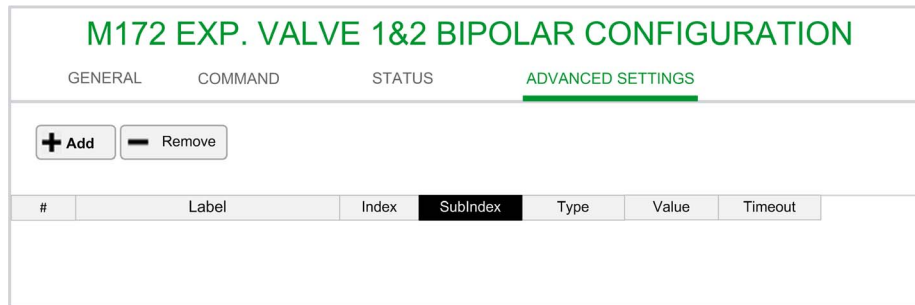 M172 EXP. VALVE 1&2 BIPOLAR CONFIGURATION
GENERAL COMMAND STATUS ADVANCED SETTINGS
Add Remove
# Label Index SubIndex Type Value Timeout